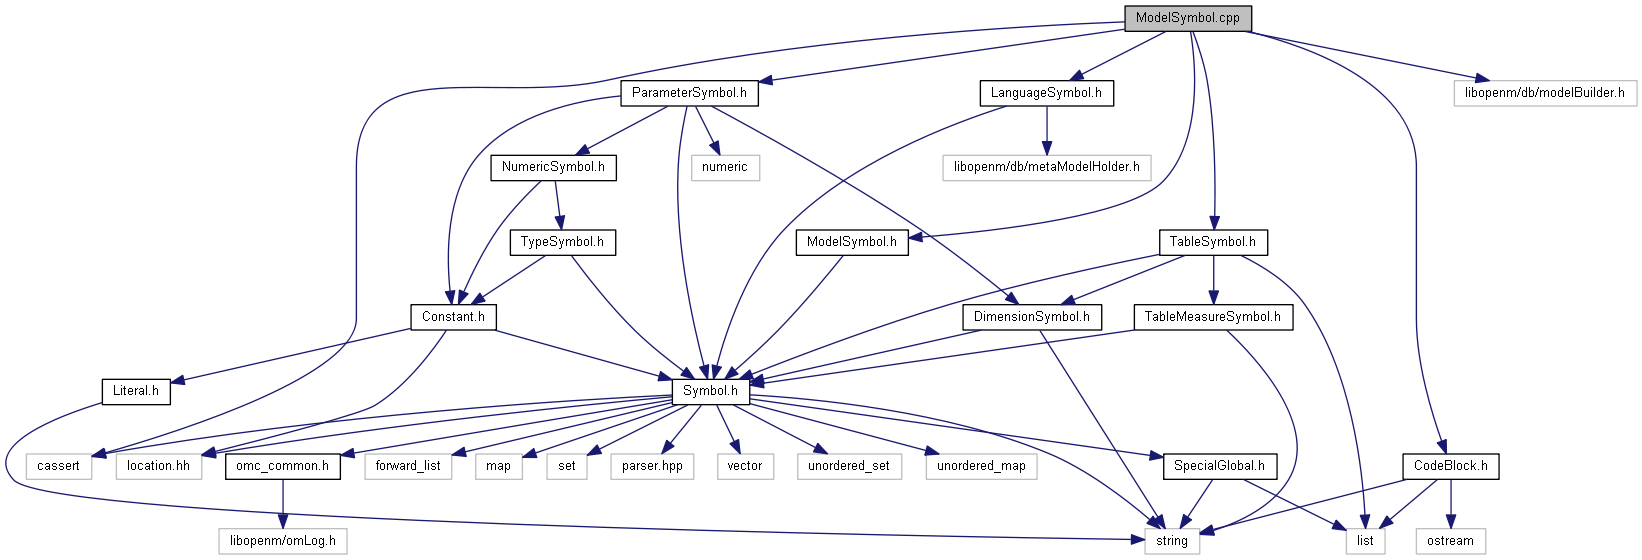 ModelSymbol.cpp
ParameterSymbol.h
LanguageSymbol.h
libopenm/db/modelBuilder.h
NumericSymbol.h
numeric
libopenm/db/metaModelHolder.h
TypeSymbol.h
ModelSymbol.h
TableSymbol.h
Constant.h
DimensionSymbol.h
TableMeasureSymbol.h
Literal.h
Symbol.h
cassert
location.hh
omc_common.h
forward_list
map
set
parser.hpp
vector
unordered_set
unordered_map
SpecialGlobal.h
CodeBlock.h
libopenm/omLog.h
string
list
ostream